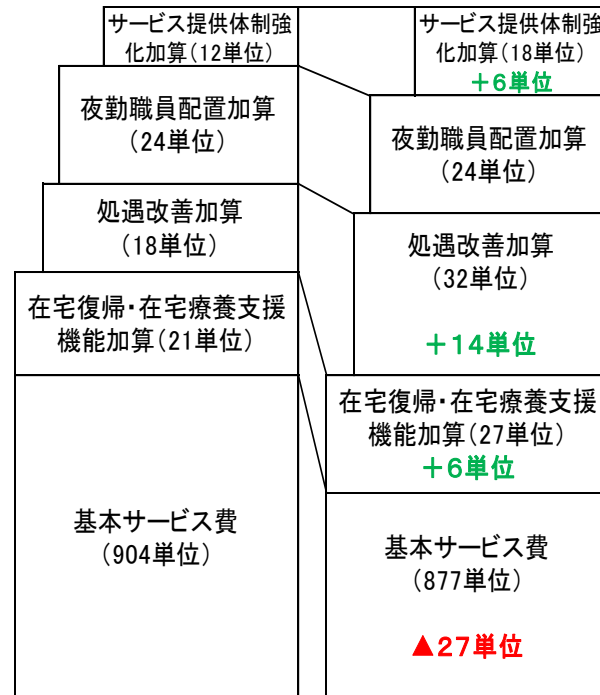 サービス提供体制強
化加算(12単位)
夜勤職員配置加算
(24単位)
処遇改善加算
(18単位)
在宅復帰・在宅療養支援
機能加算(21単位)
基本サービス費
(904単位)
サービス提供体制強
化加算(18単位)
+6単位
夜勤職員配置加算
(24単位)
処遇改善加算
(32単位)
+14単位
在宅復帰・在宅療養支援
機能加算(27単位)
+6単位
基本サービス費
(877単位)
▲27単位